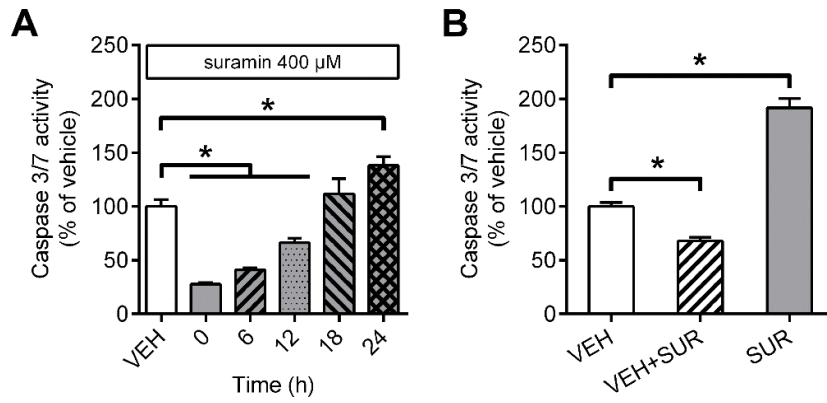 A
Caspase 3/7 activity
(% of vehicle)
250
200
150
100
50
0
suramin 400 µM
*
*
VEH
0
6
12
18
24
Time (h)
B
Caspase 3/7 activity
(% of vehicle)
250
200
150
100
50
0
*
*
VEH
VEH+SUR
SUR